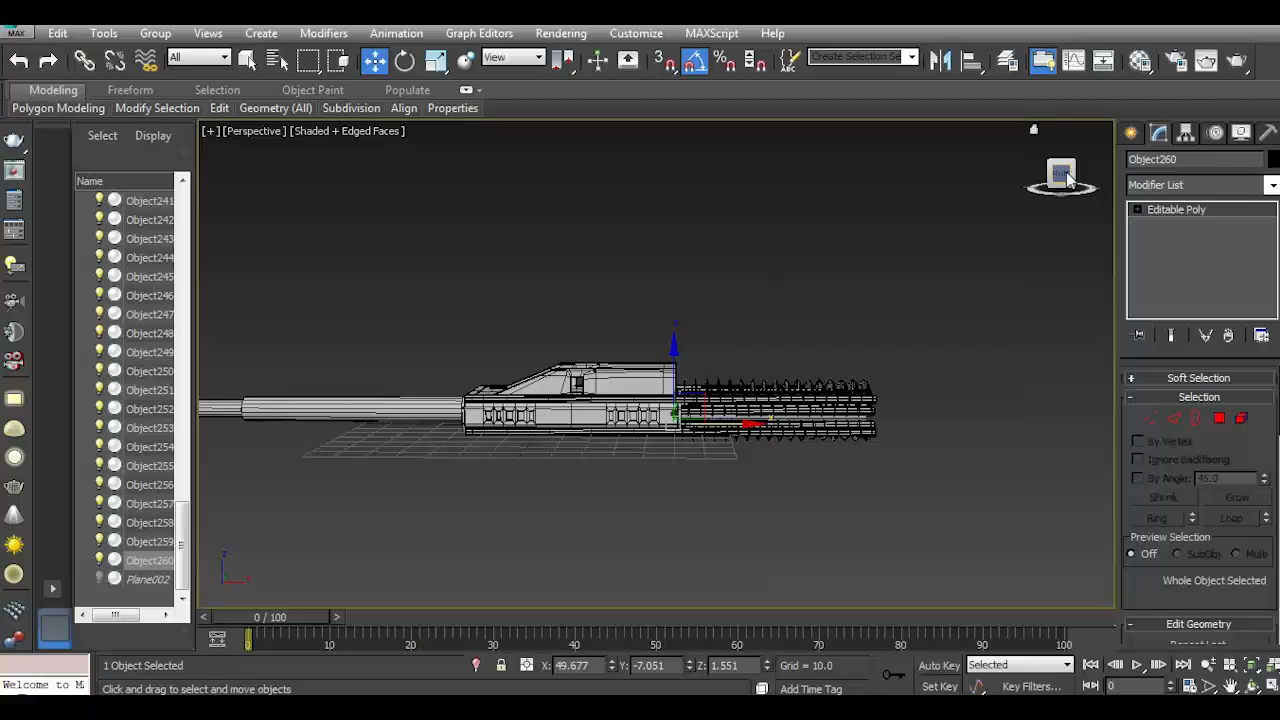 MAX Edit Tools Group Views Create Modifiers Animation Graph Editors Rendering Customize MAXScript Help
All View 3 % ABC Create Selection Se
Modeling Freeform Selection Object Paint Populate
Polygon Modeling Modify Selection Edit Geometry (All) Subdivision Align Properties
Select Display
[+] [Perspective] [Shaded + Edged Faces]
Name
Object241
Object242
Object243
Object244
Object245
Object246
Object247
Object248
Object249
Object250
Object251
Object252
Object253
Object254
Object255
Object256
Object257
Object258
Object259
Object260
Plane002
Object260
Modifier List
Editable Poly
+ Soft Selection
- Selection
By Vertex
Ignore Backfacing
By Angle: 45.0
Shrink Grow
Ring Loop
Preview Selection
Off SubObj Mult
Whole Object Selected
- Edit Geometry
Repeat Last
< 0 / 100 >
0 10 20 30 40 50 60 70 80 90 100
1 Object Selected X: 49.677 Y: -7.051 Z: 1.551 Grid = 10.0 Auto Key Selected
Welcome to M Click and drag to select and move objects Add Time Tag Set Key Key Filters... 0